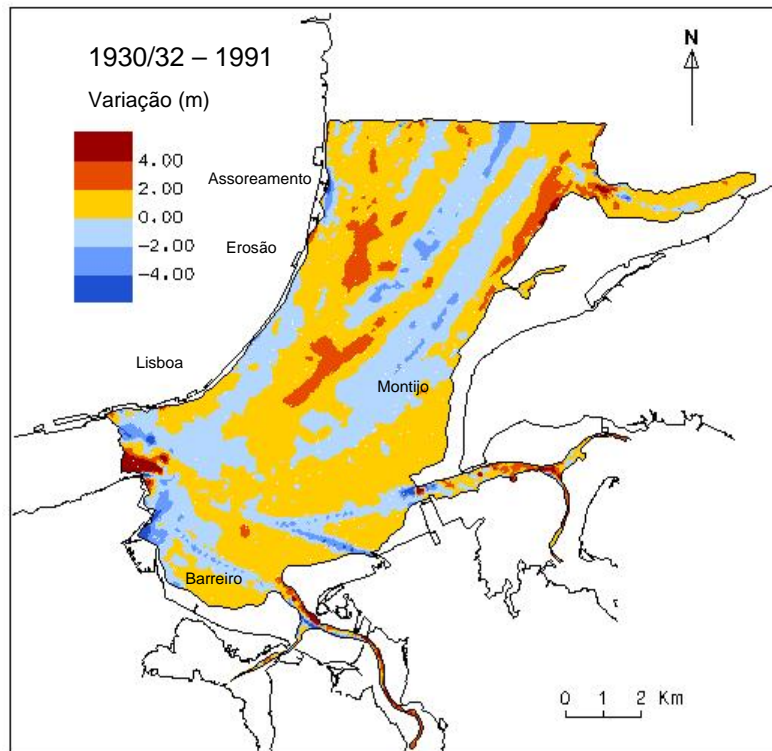 1930/32 – 1991
N
Variação (m)
4.00
Assoreamento
2.00
0.00
Erosão
−2.00
−4.00
Lisboa
Montijo
Barreiro
0 1 2 Km